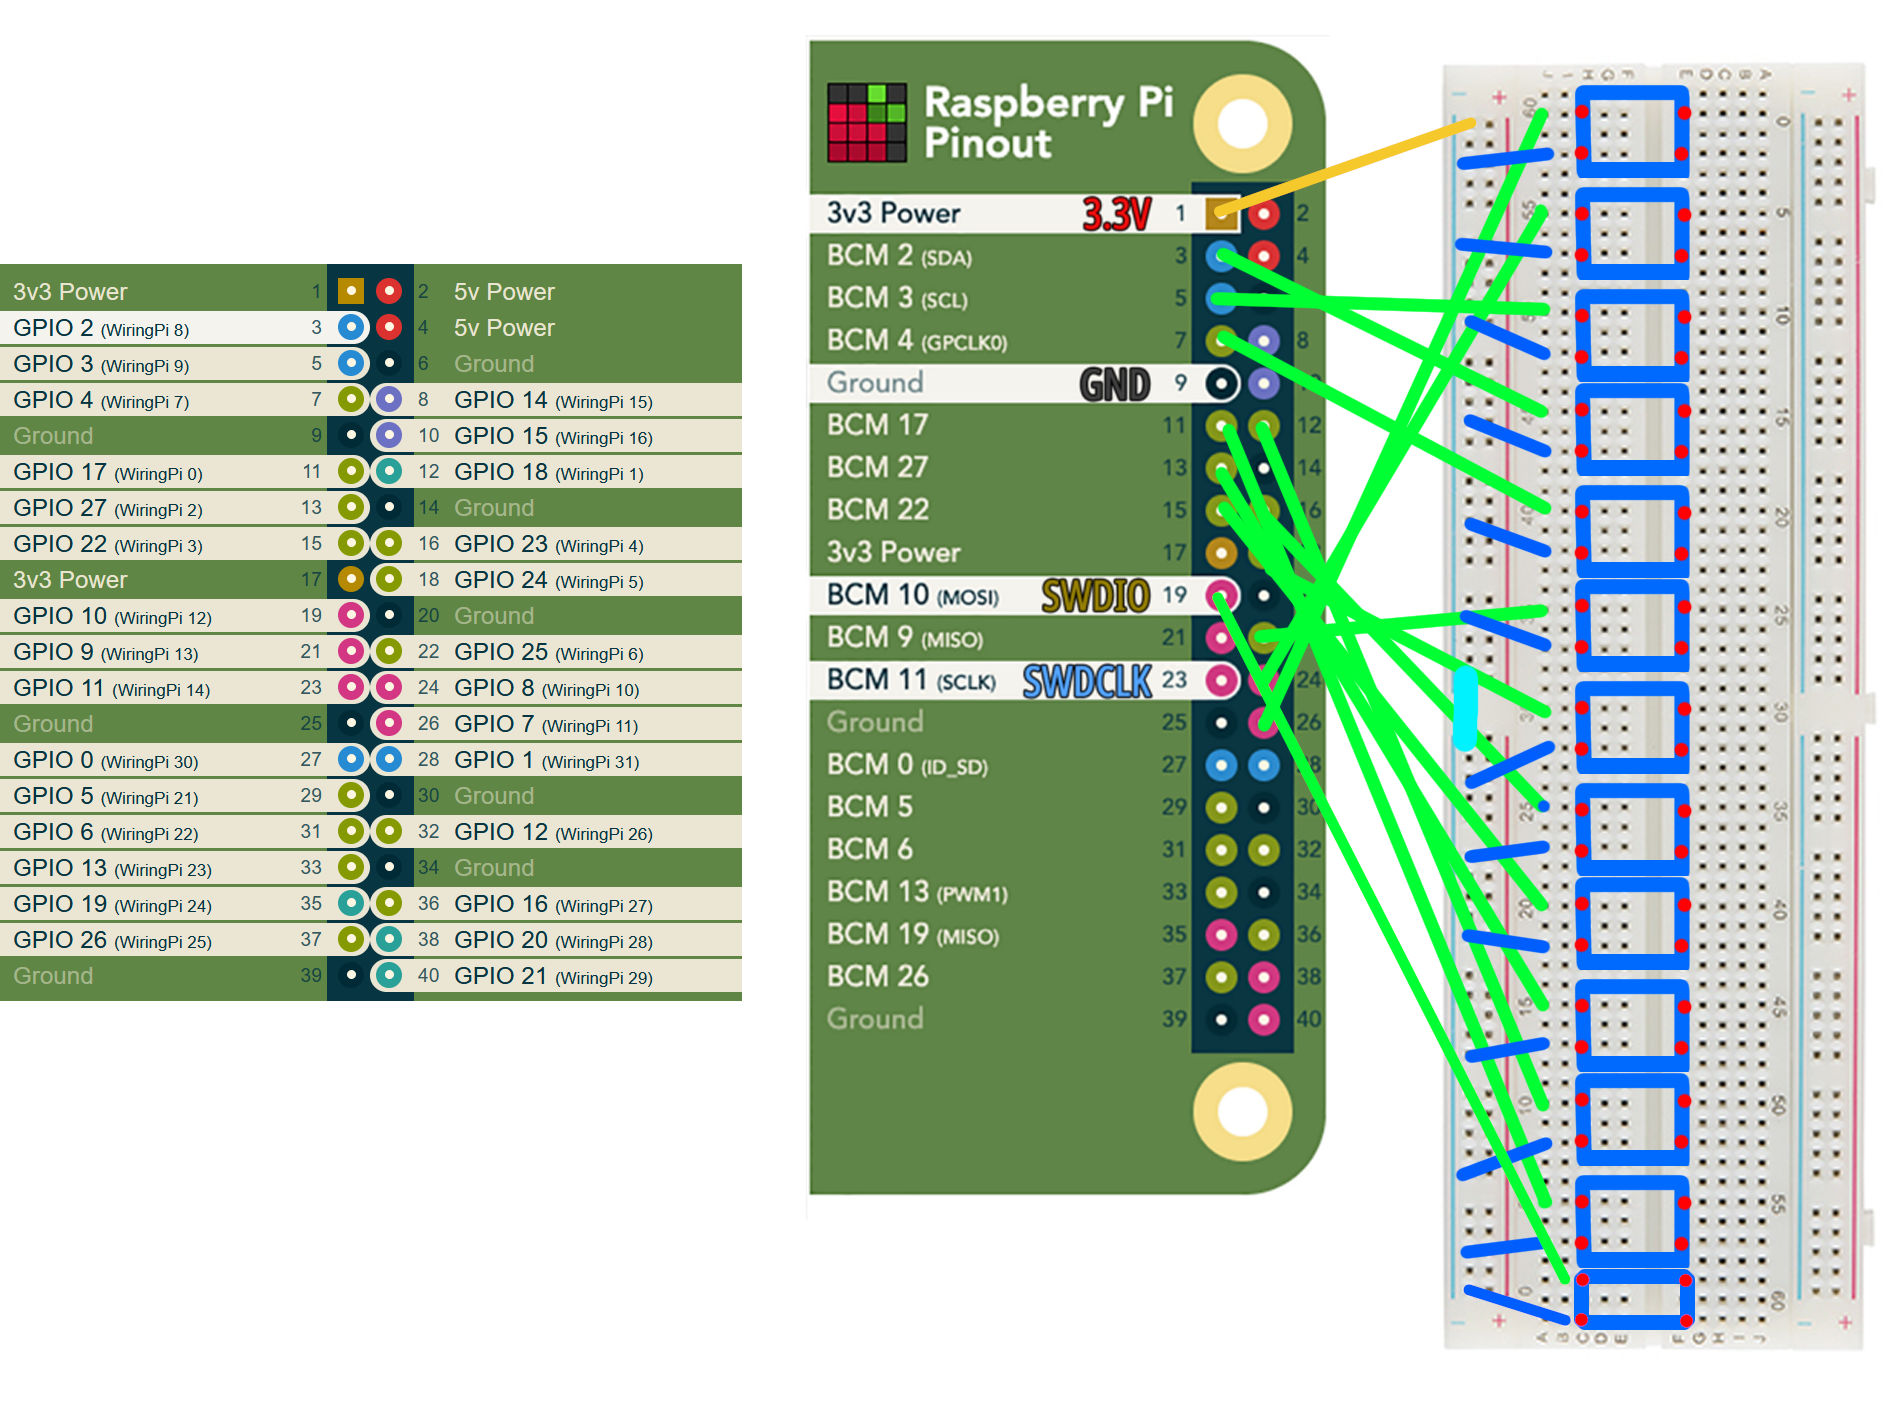 3v3 Power 1 2 5v Power
GPIO 2 (WiringPi 8) 3 4 5v Power
GPIO 3 (WiringPi 9) 5 6 Ground
GPIO 4 (WiringPi 7) 7 8 GPIO 14 (WiringPi 15)
Ground 9 10 GPIO 15 (WiringPi 16)
GPIO 17 (WiringPi 0) 11 12 GPIO 18 (WiringPi 1)
GPIO 27 (WiringPi 2) 13 14 Ground
GPIO 22 (WiringPi 3) 15 16 GPIO 23 (WiringPi 4)
3v3 Power 17 18 GPIO 24 (WiringPi 5)
GPIO 10 (WiringPi 12) 19 20 Ground
GPIO 9 (WiringPi 13) 21 22 GPIO 25 (WiringPi 6)
GPIO 11 (WiringPi 14) 23 24 GPIO 8 (WiringPi 10)
Ground 25 26 GPIO 7 (WiringPi 11)
GPIO 0 (WiringPi 30) 27 28 GPIO 1 (WiringPi 31)
GPIO 5 (WiringPi 21) 29 30 Ground
GPIO 6 (WiringPi 22) 31 32 GPIO 12 (WiringPi 26)
GPIO 13 (WiringPi 23) 33 34 Ground
GPIO 19 (WiringPi 24) 35 36 GPIO 16 (WiringPi 27)
GPIO 26 (WiringPi 25) 37 38 GPIO 20 (WiringPi 28)
Ground 39 40 GPIO 21 (WiringPi 29)
Raspberry Pi
Pinout
3v3 Power 3.3V 1 2
BCM 2 (SDA) 3 4
BCM 3 (SCL) 5
BCM 4 (GPCLK0) 7 8
Ground GND 9
BCM 17 11 12
BCM 27 13 14
BCM 22 15 16
3v3 Power 17
BCM 10 (MOSI) SWDIO 19
BCM 9 (MISO) 21
BCM 11 (SCLK) SWDCLK 23 24
Ground 25 26
BCM 0 (ID_SD) 27
BCM 5 29 30
BCM 6 31 32
BCM 13 (PWM1) 33 34
BCM 19 (MISO) 35 36
BCM 26 37 38
Ground 39 40
J I H G F E D C B A
− + − +
60 0
55 5
10
15
40 20
25
30
25 35
20 40
15 45
10 50
55
0 60
− + − +
A B C D E F G H I J